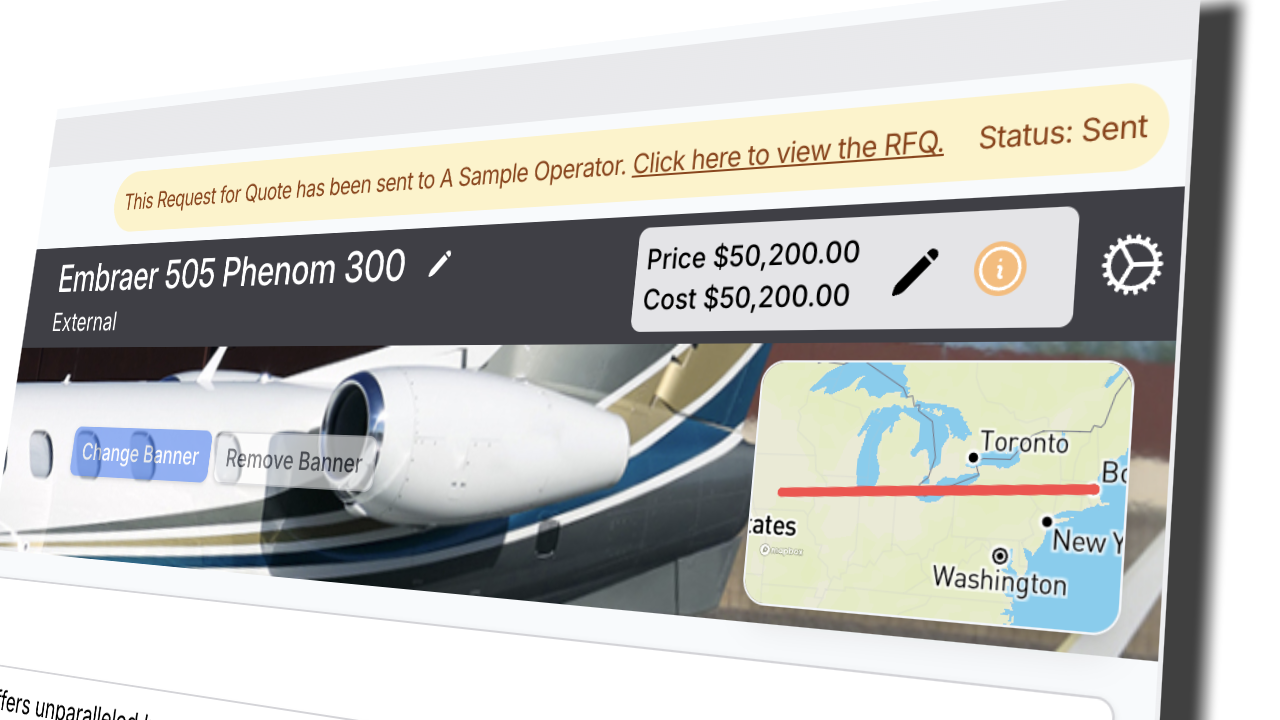 This Request for Quote has been sent to A Sample Operator. Click here to view the RFQ. Status: Sent
Embraer 505 Phenom 300
External
Price $50,200.00
Cost $50,200.00
Change Banner
Remove Banner
Toronto
Bo
tates
New Y
Washington
mapbox
ffers unparalleled